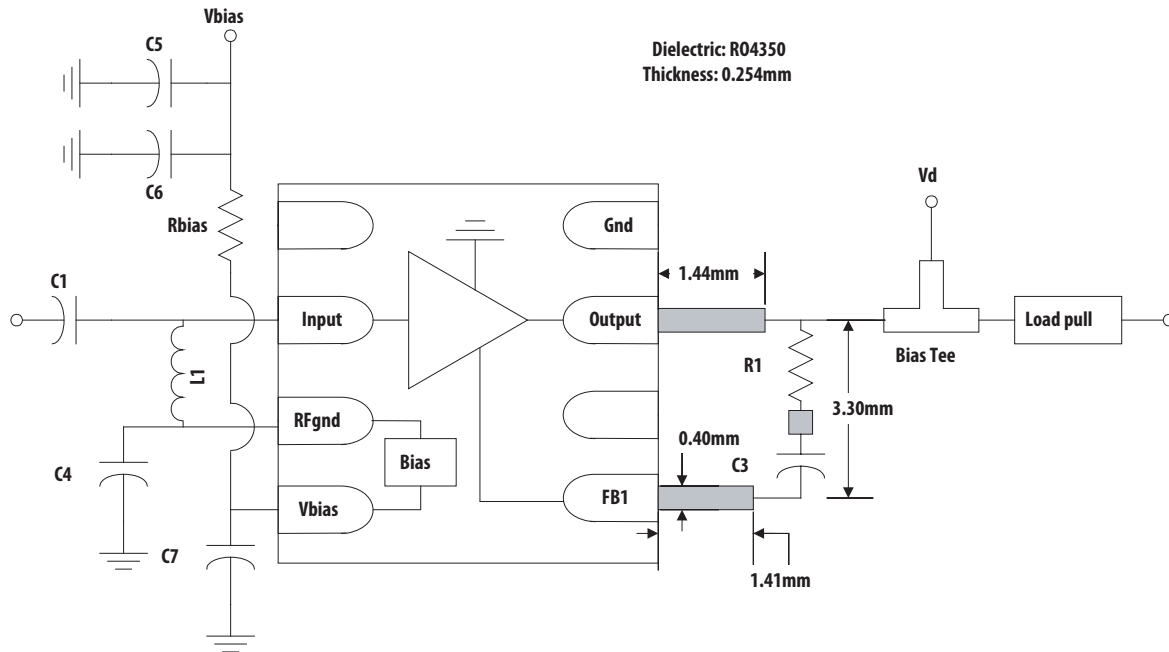 Vbias
C5
Dielectric: RO4350
Thickness: 0.254mm
C6
Vd
Rbias
Gnd
1.44mm
C1
Input
Output
Load pull
Bias Tee
R1
L1
3.30mm
RFgnd
0.40mm
Bias
C3
C4
FB1
Vbias
C7
1.41mm